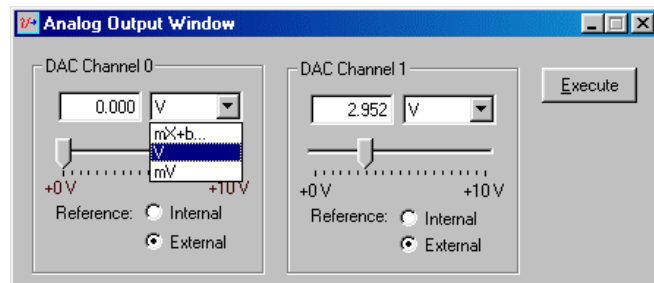 Analog Output Window
DAC Channel 0
0.000 V
mX+b...
V
mV
+0 V +10 V
Reference: Internal
External
DAC Channel 1
2.952 V
+0 V +10 V
Reference: Internal
External
Execute